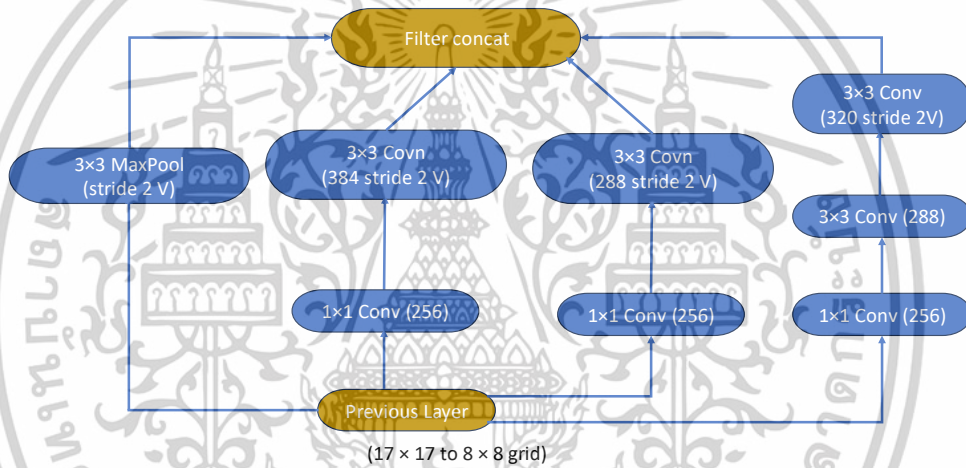 Filter concat
3×3 MaxPool
(stride 2 V)
3×3 Covn
(384 stride 2 V)
3×3 Covn
(288 stride 2 V)
3×3 Conv
(320 stride 2V)
3×3 Conv (288)
1×1 Conv (256)
1×1 Conv (256)
1×1 Conv (256)
Previous Layer
(17 × 17 to 8 × 8 grid)